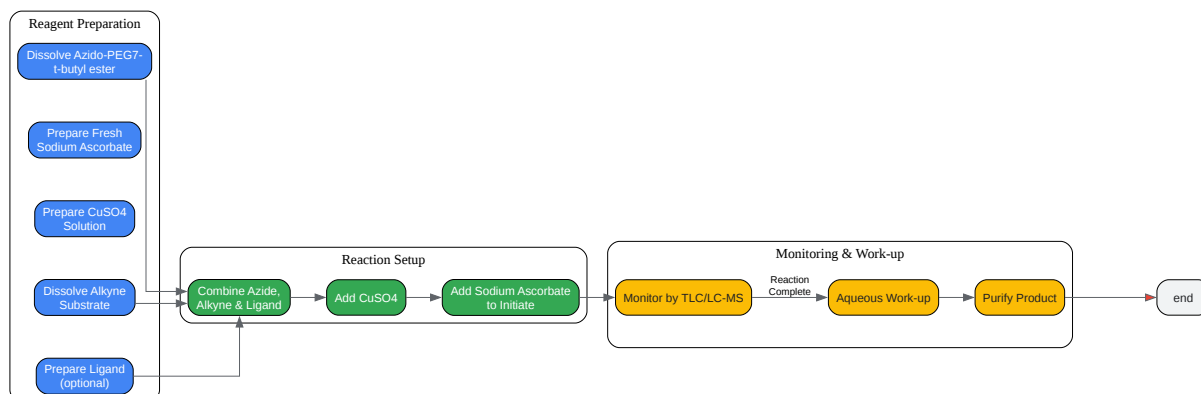 Reagent Preparation
Dissolve Azido-PEG7-
t-butyl ester
Prepare Fresh
Sodium Ascorbate
Prepare CuSO4
Solution
Dissolve Alkyne
Substrate
Prepare Ligand
(optional)
Reaction Setup
Combine Azide,
Alkyne & Ligand
Add CuSO4
Add Sodium Ascorbate
to Initiate
Monitoring & Work-up
Monitor by TLC/LC-MS
Reaction
Complete
Aqueous Work-up
Purify Product
end